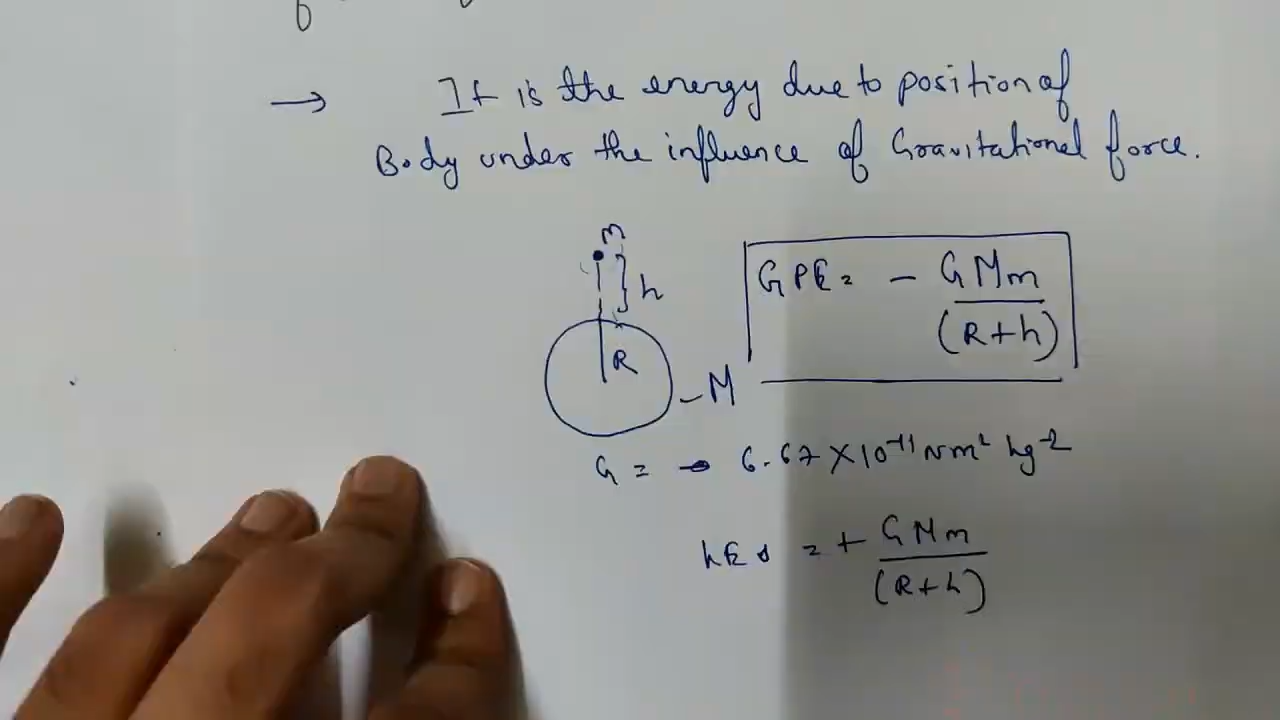 → It is the energy due to position of
Body under the influence of Gravitational force.
m
h
R
M
GPE = - GMm / (R+h)
G = 6.67 × 10⁻¹¹ Nm² kg⁻²
= + GMm / (R+h)